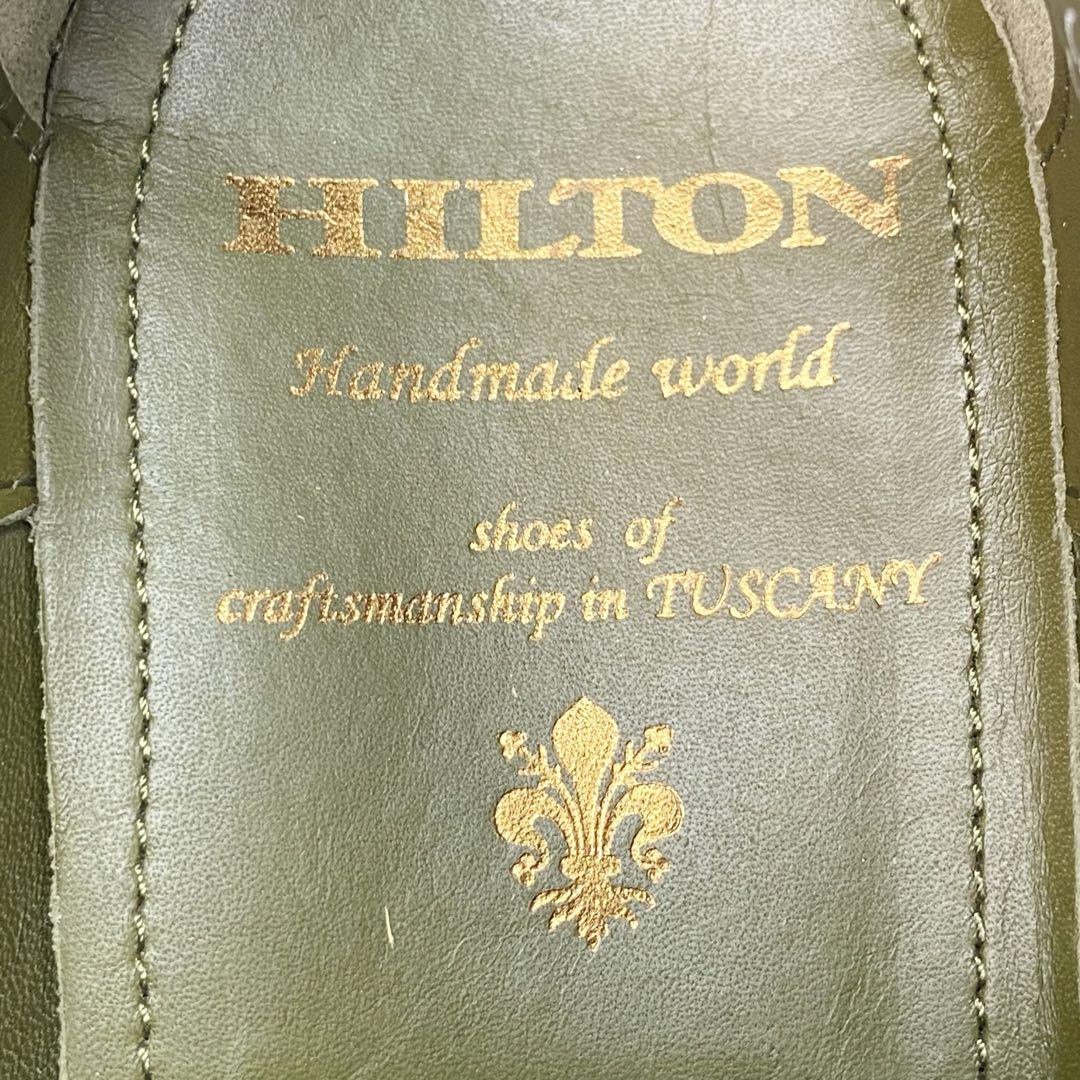 HILTON
Handmade world
shoes of
craftsmanship in TUSCANY